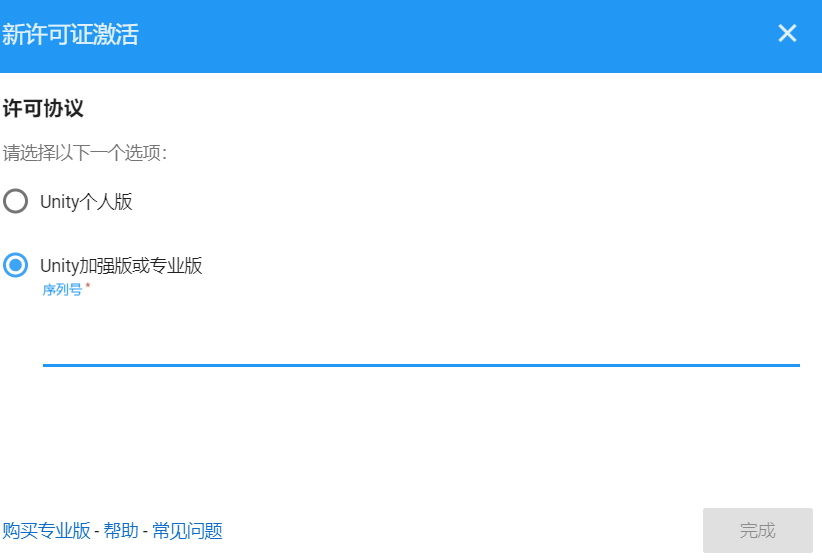 新许可证激活
许可协议
请选择以下一个选项：
Unity个人版
Unity加强版或专业版
序列号 *
购买专业版 - 帮助 - 常见问题
完成